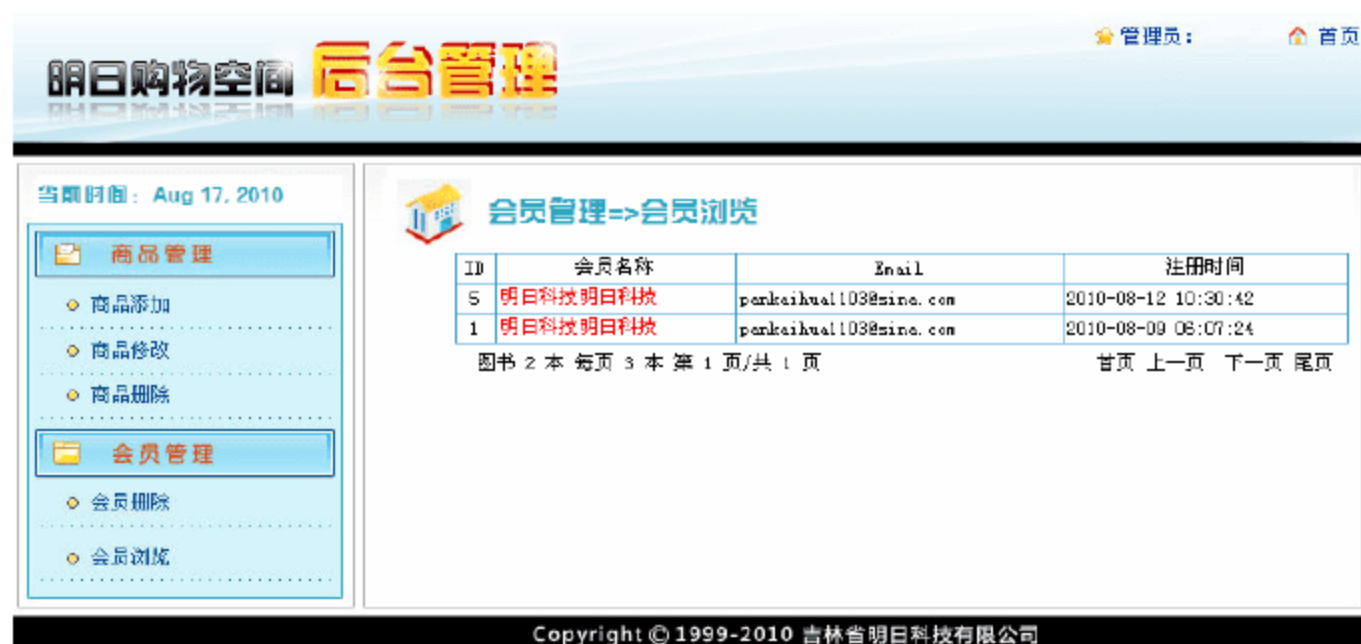 明日购物空间 后台管理
管理员： 首页
当前时间：Aug 17, 2010
商品管理
商品添加
商品修改
商品删除
会员管理
会员删除
会员浏览
会员管理=>会员浏览
ID 会员名称 Email 注册时间
5 明日科技明日科技 pankaihua1103@sina.com 2010-08-12 10:30:42
1 明日科技明日科技 pankaihua1103@sina.com 2010-08-09 06:07:24
图书 2 本 每页 3 本 第 1 页/共 1 页 首页 上一页 下一页 尾页
Copyright © 1999-2010 吉林省明日科技有限公司